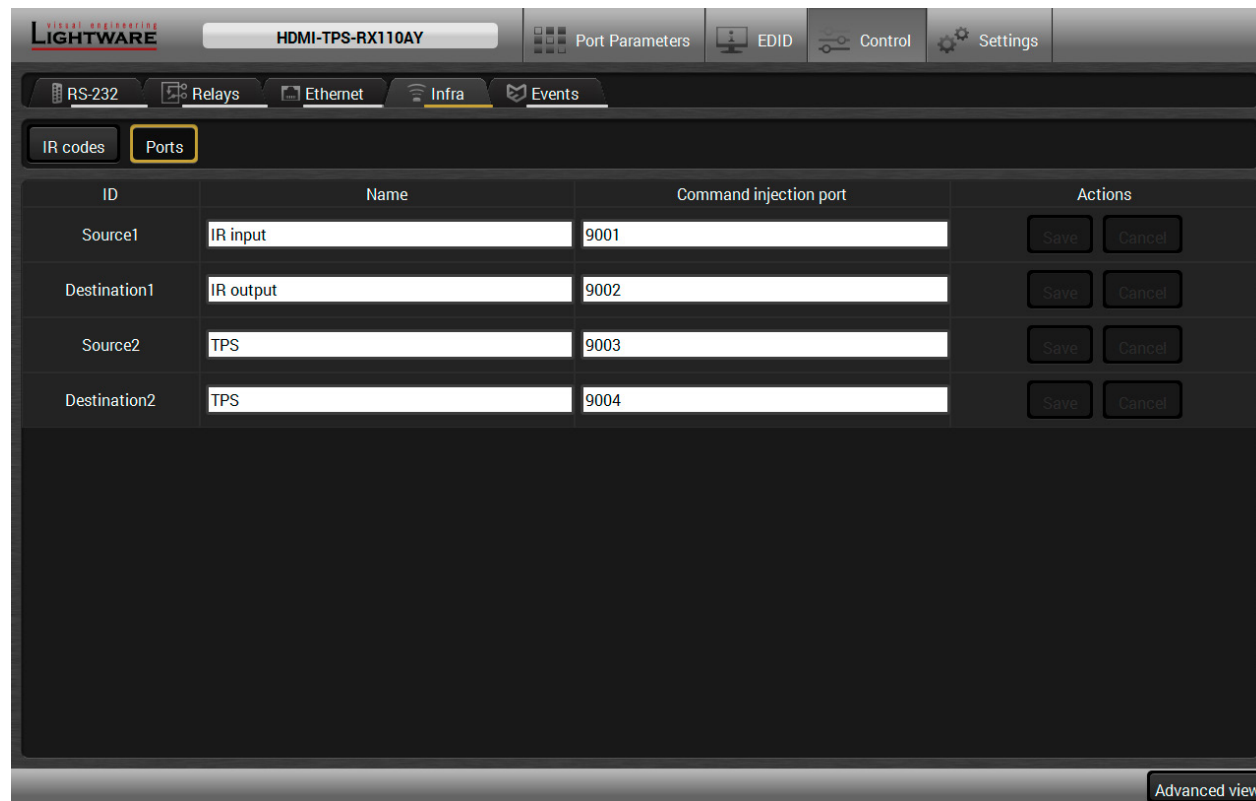 visual engineering
LIGHTWARE
HDMI-TPS-RX110AY
Port Parameters
EDID
Control
Settings
RS-232
Relays
Ethernet
Infra
Events
IR codes
Ports
ID Name Command injection port Actions
Source1 IR input 9001 Save Cancel
Destination1 IR output 9002 Save Cancel
Source2 TPS 9003 Save Cancel
Destination2 TPS 9004 Save Cancel
Advanced view